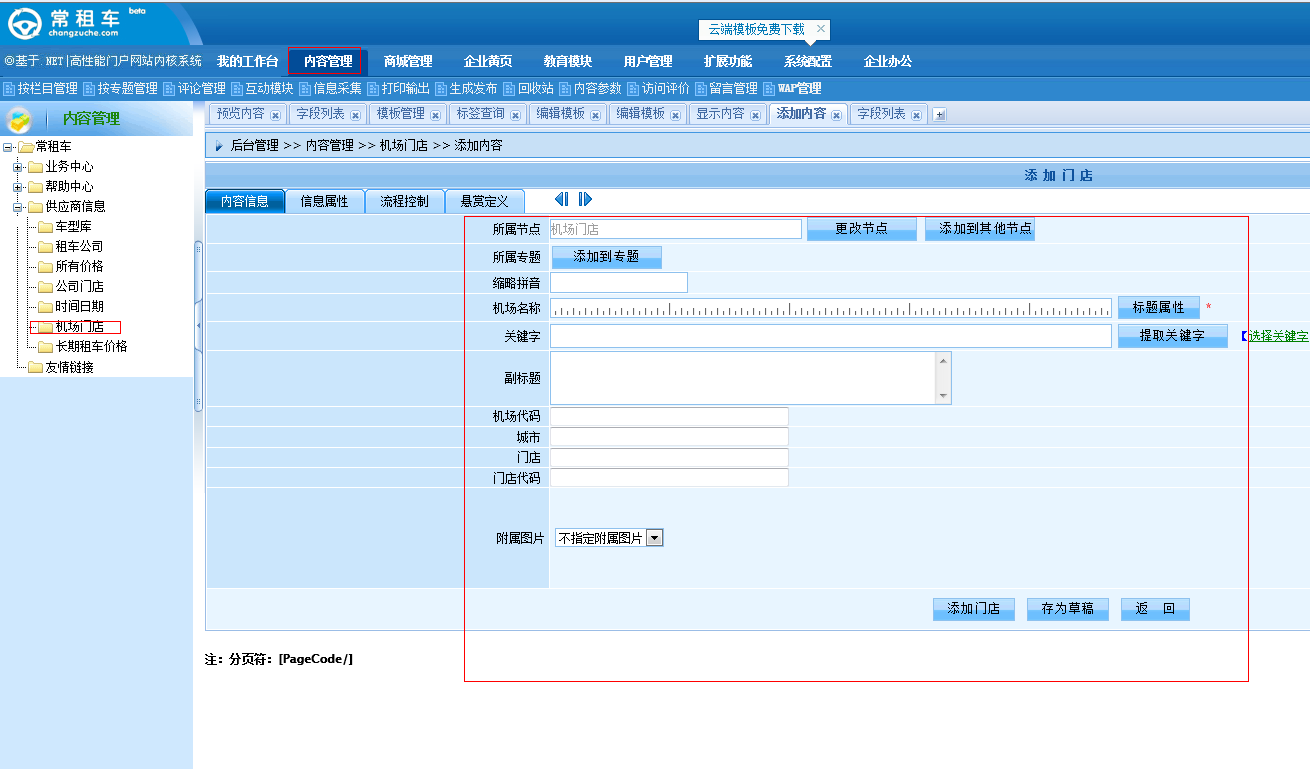 常租车 beta
changzuche.com
云端模板免费下载
©基于.NET|高性能门户网站内核系统 我的工作台 内容管理 商城管理 企业黄页 教育模块 用户管理 扩展功能 系统配置 企业办公
按栏目管理 按专题管理 评论管理 互动模块 信息采集 打印输出 生成发布 回收站 内容参数 访问评价 留言管理 WAP管理
内容管理
预览内容 字段列表 模板管理 标签查询 编辑模板 编辑模板 显示内容 添加内容 字段列表
后台管理 >> 内容管理 >> 机场门店 >> 添加内容
常租车
业务中心
帮助中心
供应商信息
车型库
租车公司
所有价格
公司门店
时间日期
机场门店
长期租车价格
友情链接
添加门店
内容信息 信息属性 流程控制 悬赏定义
所属节点 机场门店 更改节点 添加到其他节点
所属专题 添加到专题
缩略拼音
机场名称 标题属性 *
关键字 提取关键字 【选择关键字
副标题
机场代码
城市
门店
门店代码
附属图片 不指定附属图片
添加门店 存为草稿 返 回
注：分页符：[PageCode/]